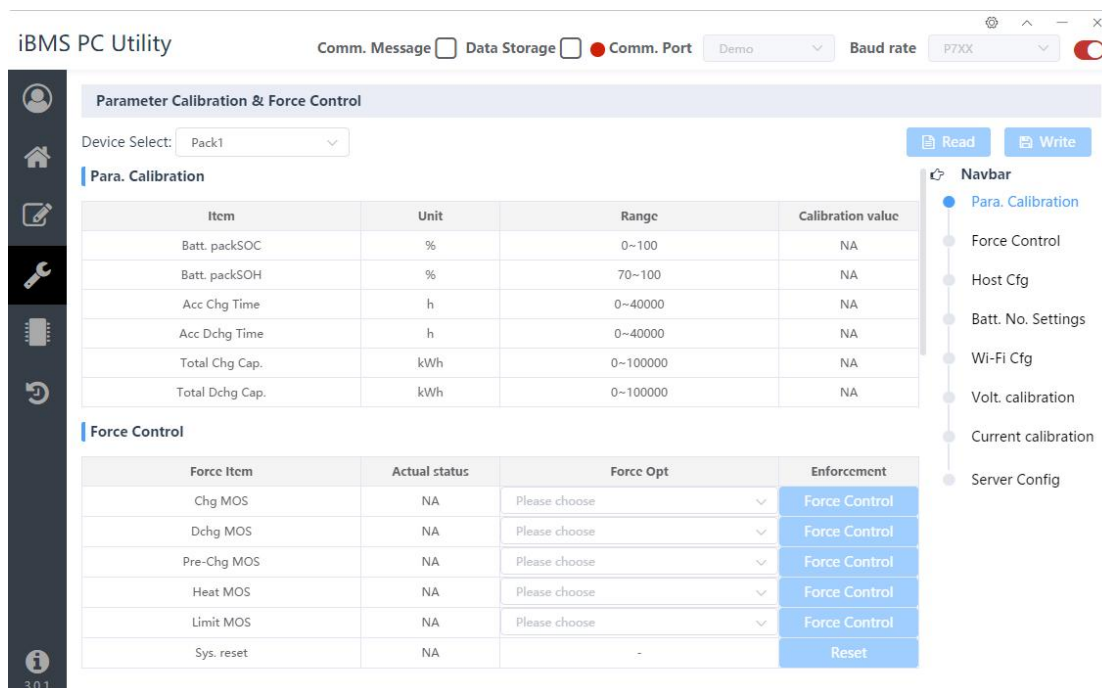 iBMS PC Utility
Comm. Message Data Storage Comm. Port Demo Baud rate P7XX
Parameter Calibration & Force Control
Device Select: Pack1 Read Write
Para. Calibration
Item Unit Range Calibration value
Batt. packSOC % 0~100 NA
Batt. packSOH % 70~100 NA
Acc Chg Time h 0~40000 NA
Acc Dchg Time h 0~40000 NA
Total Chg Cap. kWh 0~100000 NA
Total Dchg Cap. kWh 0~100000 NA
Force Control
Force Item Actual status Force Opt Enforcement
Chg MOS NA Please choose Force Control
Dchg MOS NA Please choose Force Control
Pre-Chg MOS NA Please choose Force Control
Heat MOS NA Please choose Force Control
Limit MOS NA Please choose Force Control
Sys. reset NA - Reset
Navbar
Para. Calibration
Force Control
Host Cfg
Batt. No. Settings
Wi-Fi Cfg
Volt. calibration
Current calibration
Server Config
3.0.1